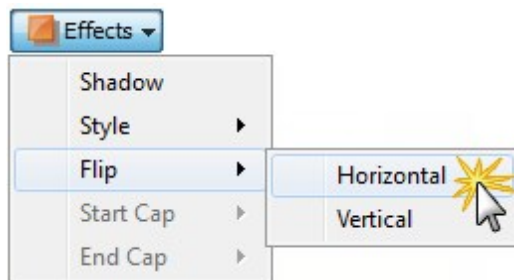 Effects
Shadow
Style
Flip
Horizontal
Start Cap
Vertical
End Cap